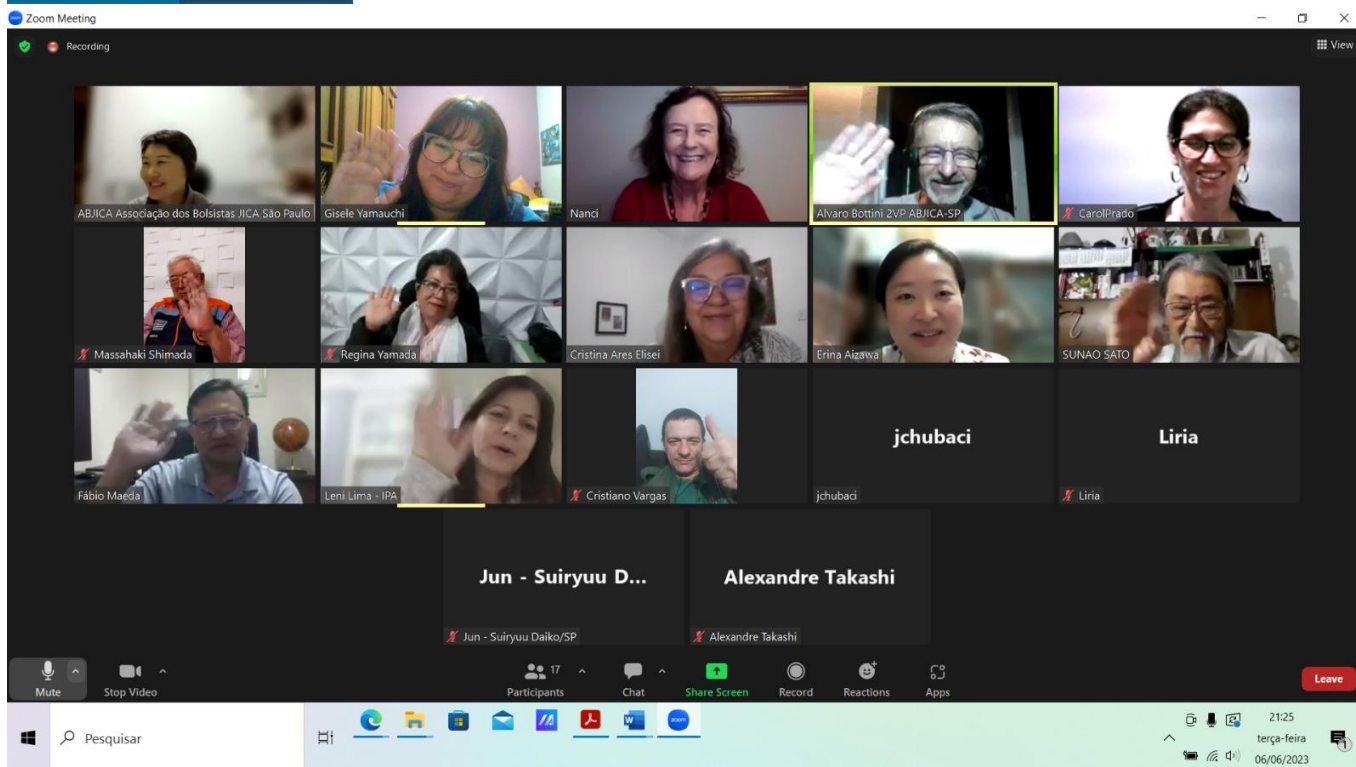 Zoom Meeting
Recording
View
ABJICA Associação dos Bolsistas JICA São Paulo
Gisele Yamauchi
Nanci
Alvaro Bottini 2VP ABJICA-SP
CarolPrado
Massahaki Shimada
Regina Yamada
Cristina Ares Elisei
Erina Aizawa
SUNAO SATO
Fábio Maeda
Leni Lima - IPA
Cristiano Vargas
jchubaci
jchubaci
Liria
Liria
Jun - Suiryuu D...
Jun - Suiryuu Daiko/SP
Alexandre Takashi
Alexandre Takashi
Mute
Stop Video
17
Participants
Chat
Share Screen
Record
Reactions
Apps
Leave
Pesquisar
21:25
terça-feira
06/06/2023
1